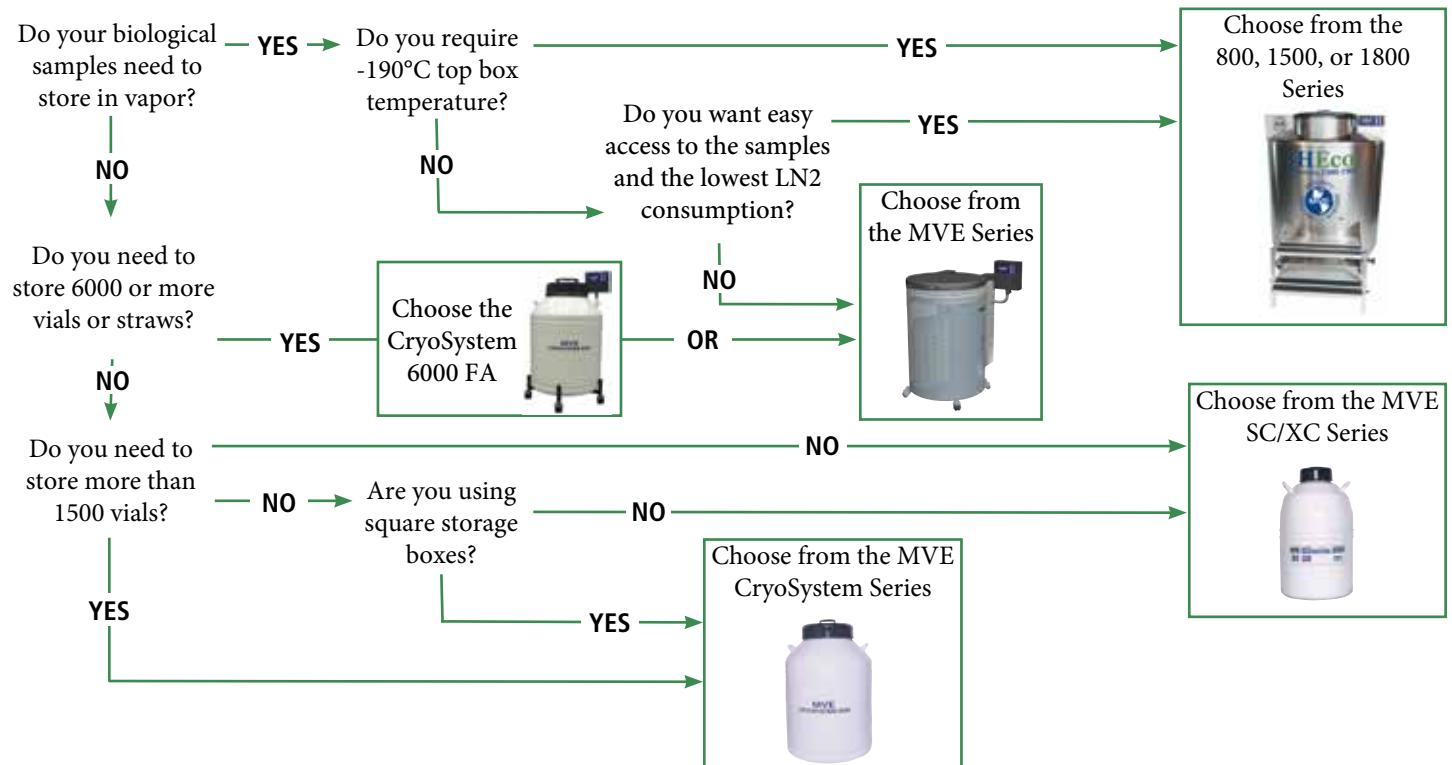 Do your biological
samples need to
store in vapor?
YES
Do you require
-190°C top box
temperature?
YES
Choose from the
800, 1500, or 1800
Series
HEco
NO
NO
Do you want easy
access to the samples
and the lowest LN2
consumption?
YES
Choose from
the MVE Series
NO
Do you need to
store 6000 or more
vials or straws?
YES
Choose the
CryoSystem
6000 FA
MVE
OR
NO
Do you need to
store more than
1500 vials?
NO
Choose from the MVE
SC/XC Series
NO
Are you using
square storage
boxes?
NO
YES
YES
Choose from the MVE
CryoSystem Series
MVE